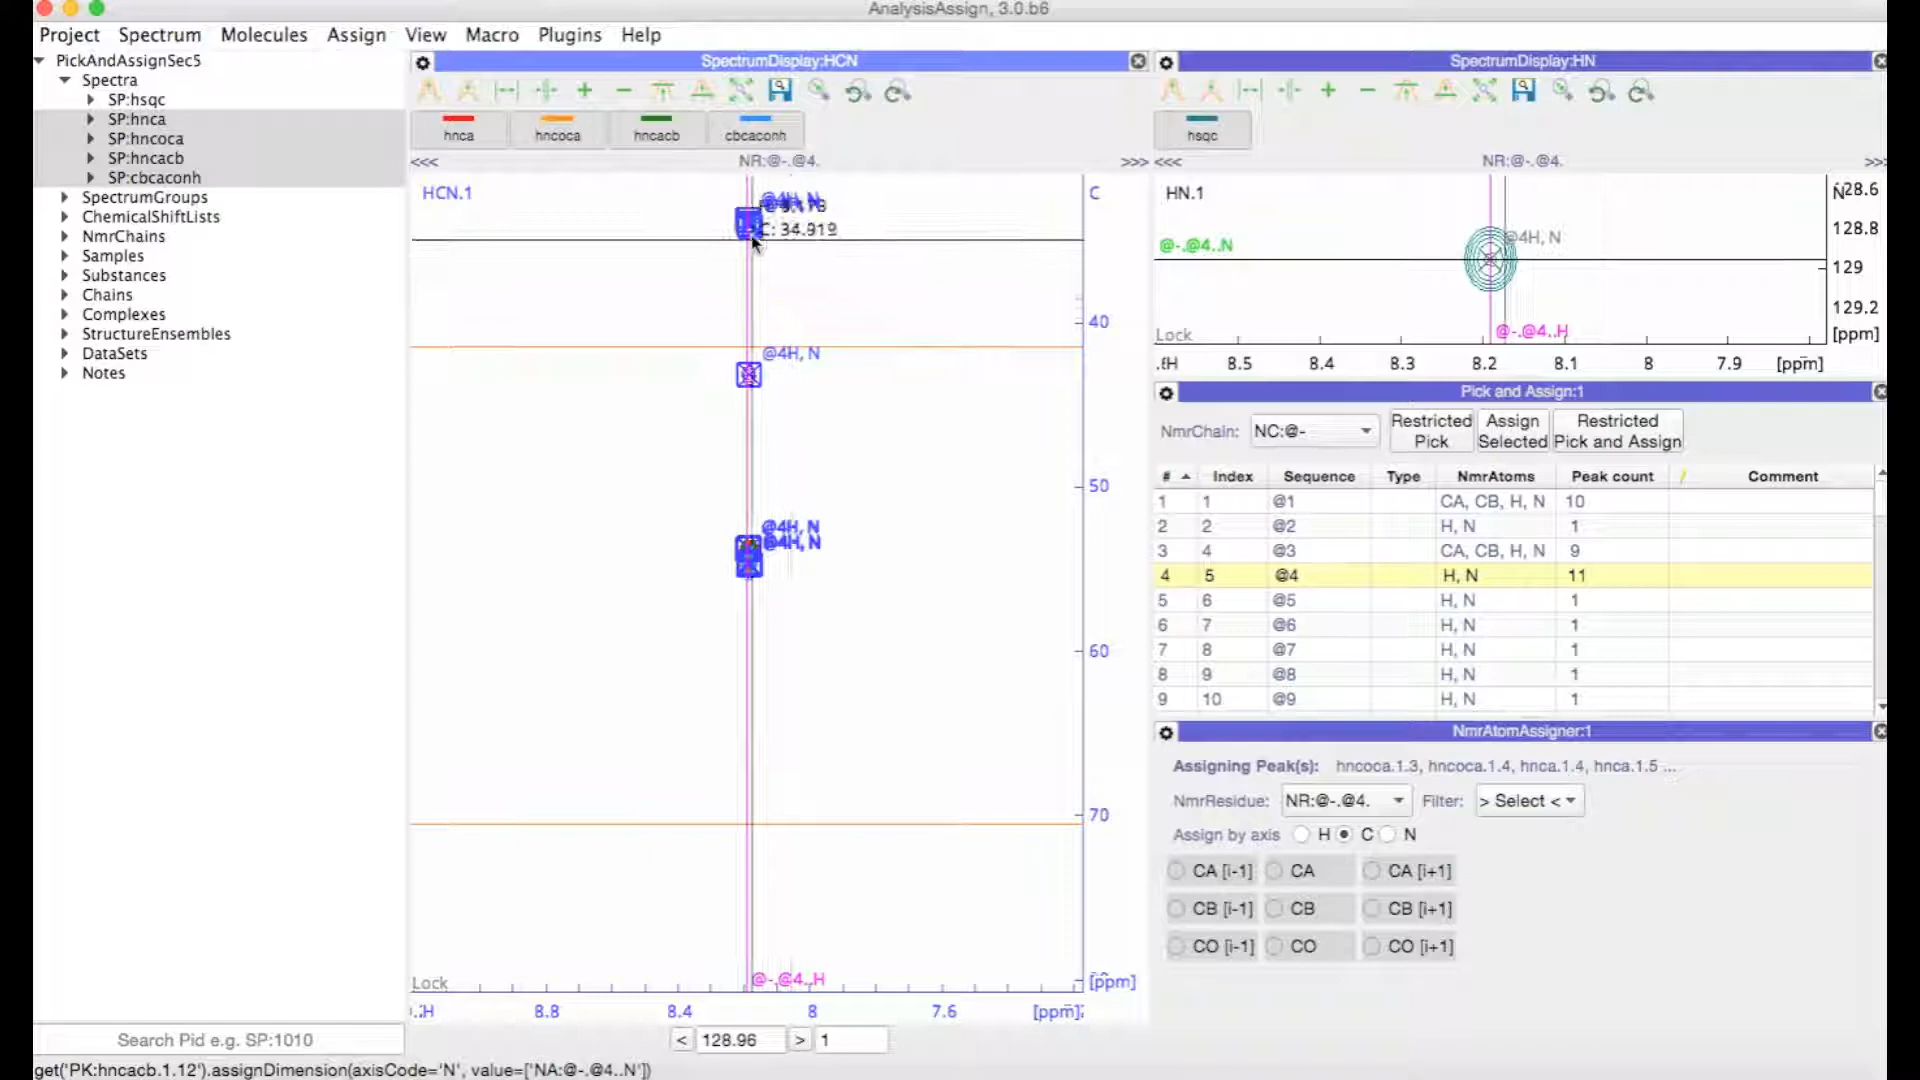 AnalysisAssign, 3.0.b6
Project Spectrum Molecules Assign View Macro Plugins Help
PickAndAssignSec5
Spectra
SP:hsqc
SP:hnca
SP:hncoca
SP:hncacb
SP:cbcaconh
SpectrumGroups
ChemicalShiftLists
NmrChains
Samples
Substances
Chains
Complexes
StructureEnsembles
DataSets
Notes
Search Pid e.g. SP:1010
get('PK:hncacb.1.12').assignDimension(axisCode='N', value=['NA:@-.@4..N'])
SpectrumDisplay:HCN
hnca hncoca hncacb cbcaconh
<<< NR:@-.@4. >>>
HCN.1 C
C: 34.919
40
@4H, N
50
@4H, N
@4H, N
60
70
@-.@4..H
Lock [ppm]
8.8 8.4 8 7.6 [ppm]
< 128.96 > 1
SpectrumDisplay:HN
hsqc
<<< NR:@-.@4. >>>
HN.1 128.6
128.8
@4H, N
@-.@4..N
129
129.2
@-.@4..H
Lock [ppm]
8.5 8.4 8.3 8.2 8.1 8 7.9 [ppm]
Pick and Assign:1
NmrChain: NC:@- Restricted Pick Assign Selected Restricted Pick and Assign
# Index Sequence Type NmrAtoms Peak count Comment
1 1 @1 CA, CB, H, N 10
2 2 @2 H, N 1
3 4 @3 CA, CB, H, N 9
4 5 @4 H, N 11
5 6 @5 H, N 1
6 7 @6 H, N 1
7 8 @7 H, N 1
8 9 @8 H, N 1
9 10 @9 H, N 1
NmrAtomAssigner:1
Assigning Peak(s): hncoca.1.3, hncoca.1.4, hnca.1.4, hnca.1.5 ...
NmrResidue: NR:@-.@4. Filter: > Select <
Assign by axis H C N
CA [i-1] CA CA [i+1]
CB [i-1] CB CB [i+1]
CO [i-1] CO CO [i+1]